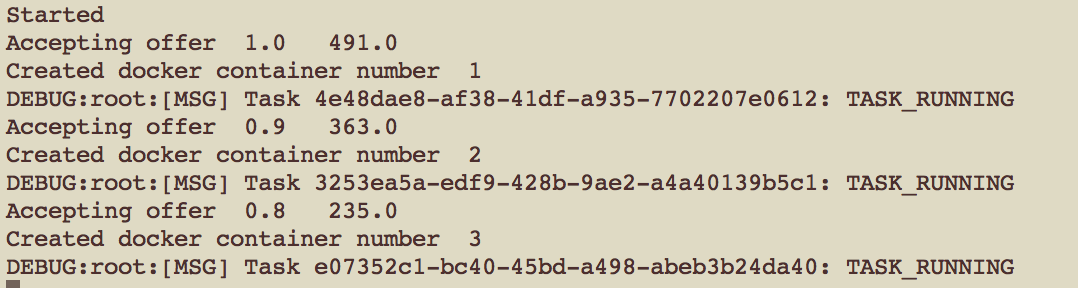 Started
Accepting offer  1.0   491.0
Created docker container number  1
DEBUG:root:[MSG] Task 4e48dae8-af38-41df-a935-7702207e0612: TASK_RUNNING
Accepting offer  0.9   363.0
Created docker container number  2
DEBUG:root:[MSG] Task 3253ea5a-edf9-428b-9ae2-a4a40139b5c1: TASK_RUNNING
Accepting offer  0.8   235.0
Created docker container number  3
DEBUG:root:[MSG] Task e07352c1-bc40-45bd-a498-abeb3b24da40: TASK_RUNNING